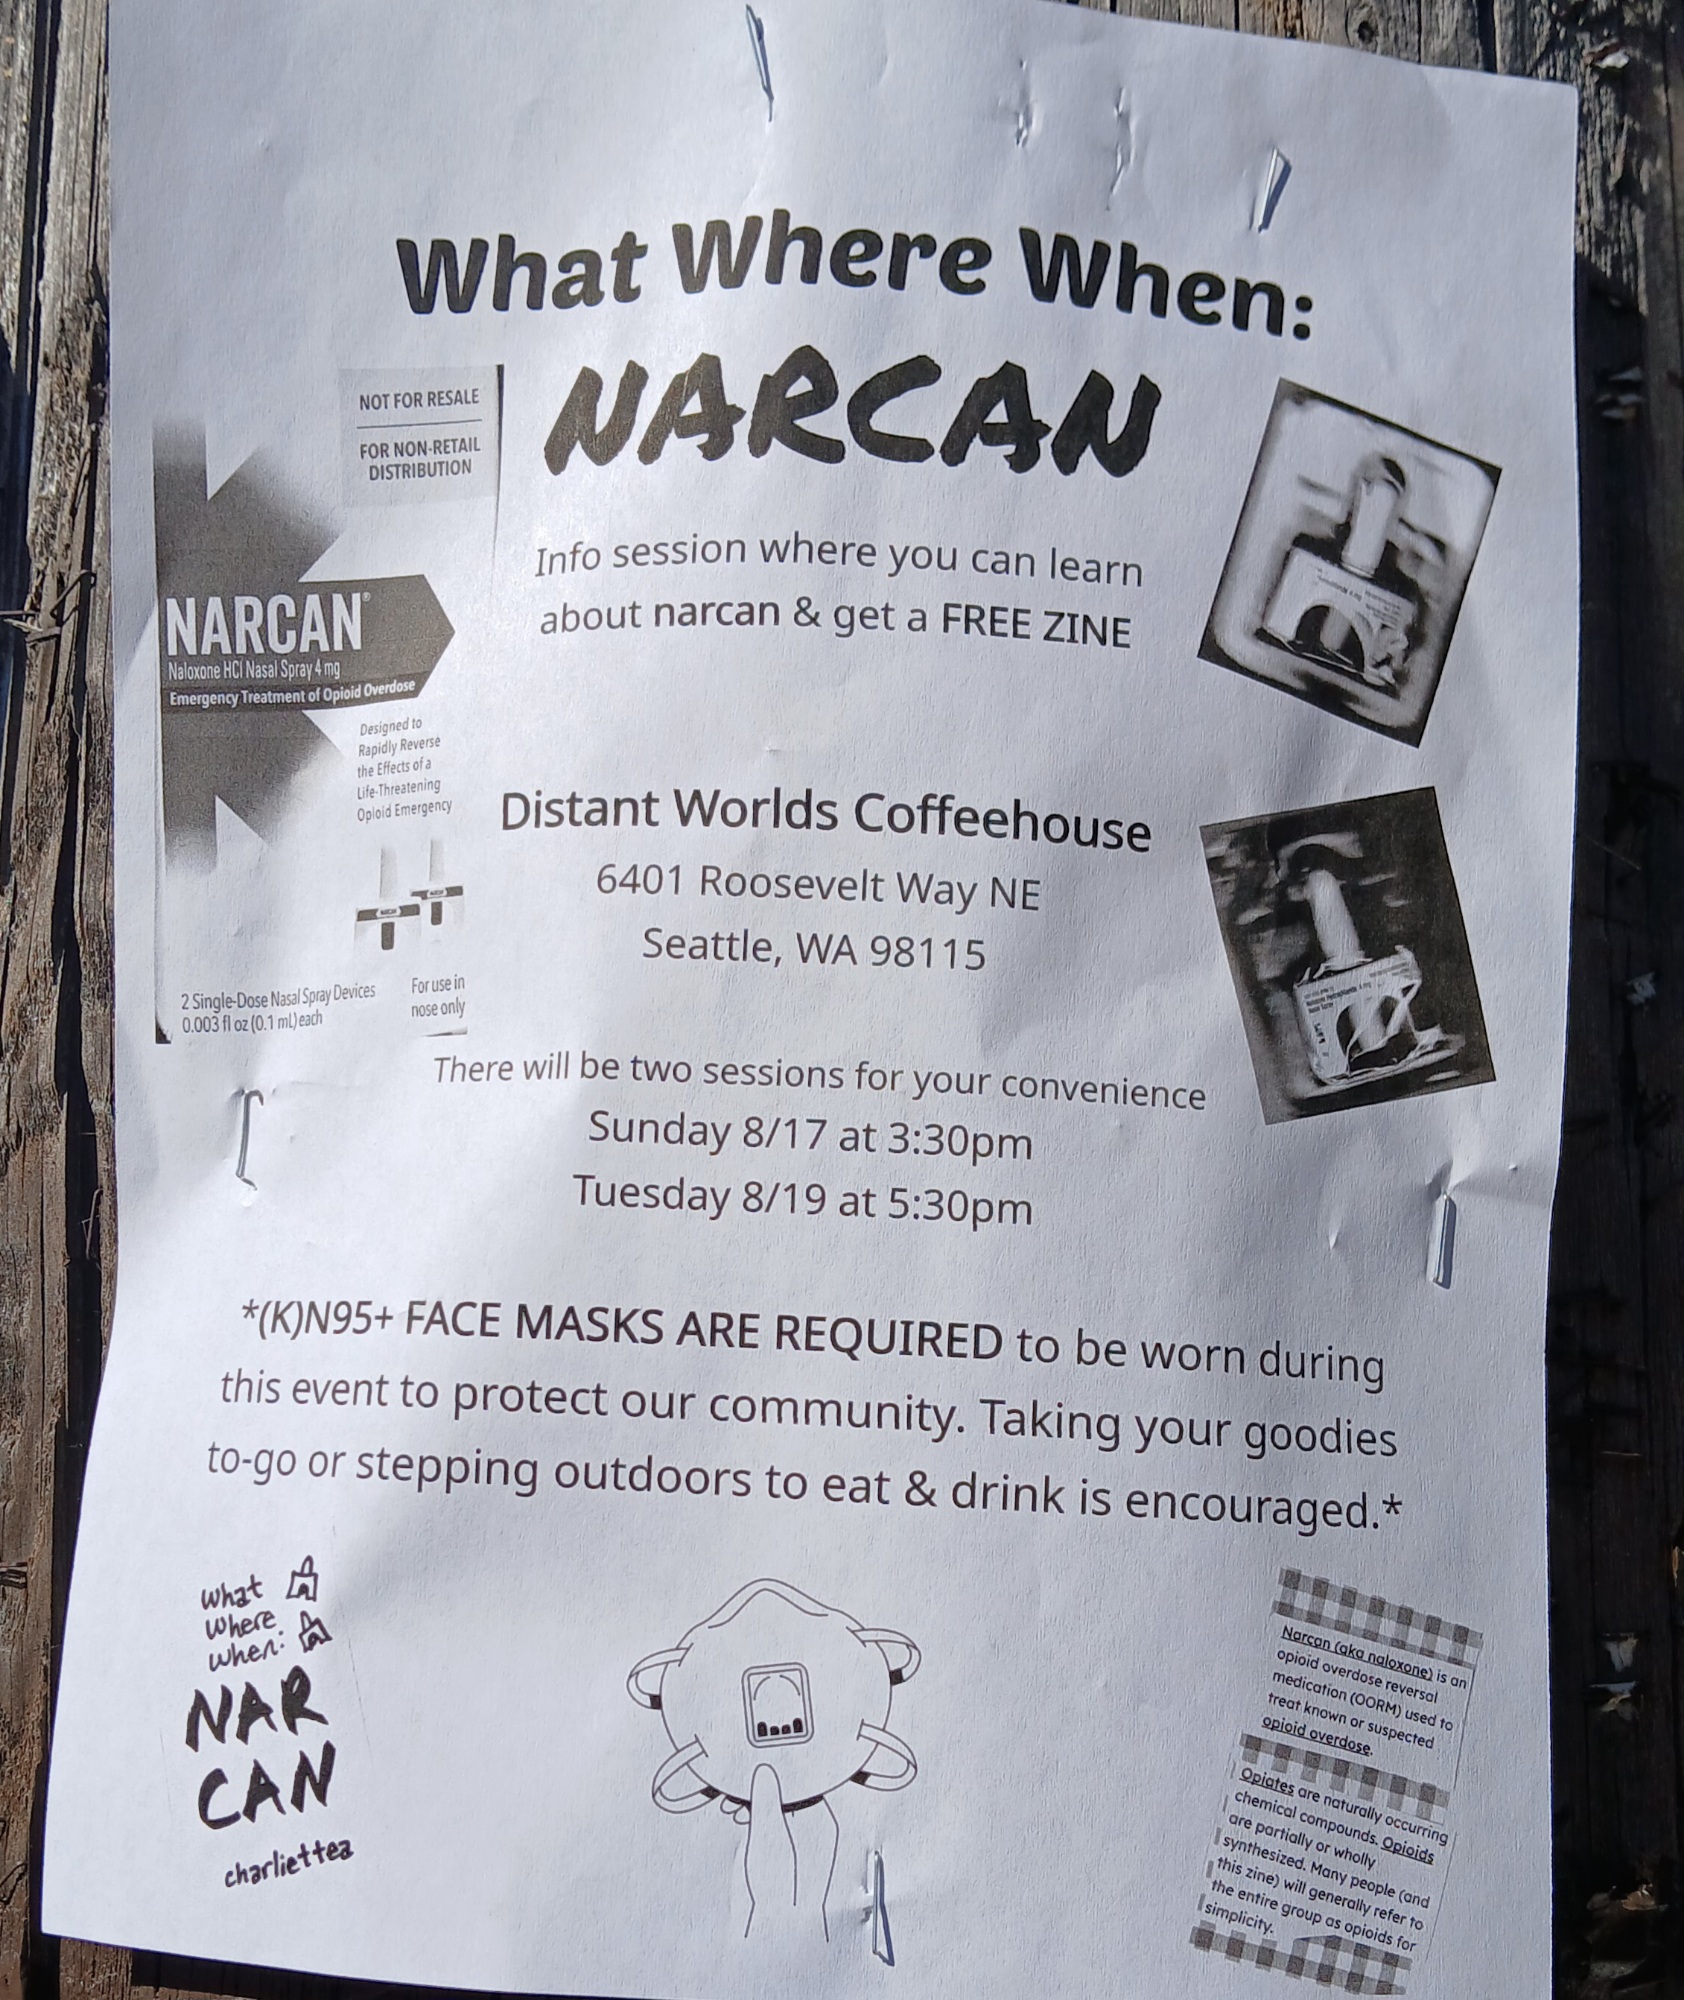 What Where When:
NARCAN
NOT FOR RESALE
FOR NON-RETAIL
DISTRIBUTION
NARCAN®
Naloxone HCl Nasal Spray 4 mg
Emergency Treatment of Opioid Overdose
Designed to
Rapidly Reverse
the Effects of a
Life-Threatening
Opioid Emergency
2 Single-Dose Nasal Spray Devices
0.003 fl oz (0.1 mL) each
For use in
nose only
Info session where you can learn
about narcan & get a FREE ZINE
Distant Worlds Coffeehouse
6401 Roosevelt Way NE
Seattle, WA 98115
There will be two sessions for your convenience
Sunday 8/17 at 3:30pm
Tuesday 8/19 at 5:30pm
*(K)N95+ FACE MASKS ARE REQUIRED to be worn during
this event to protect our community. Taking your goodies
to-go or stepping outdoors to eat & drink is encouraged.*
What
Where
When:
NAR
CAN
charliettea
Narcan (aka naloxone) is an
opioid overdose reversal
medication (OORM) used to
treat known or suspected
opioid overdose.
Opiates are naturally occurring
chemical compounds. Opioids
are partially or wholly
synthesized. Many people (and
this zine) will generally refer to
the entire group as opioids for
simplicity.